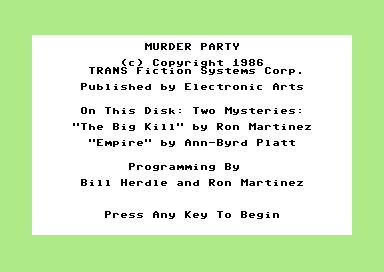 MURDER PARTY
(c) Copyright 1986
TRANS Fiction Systems Corp.
Published by Electronic Arts
On This Disk: Two Mysteries:
"The Big Kill" by Ron Martinez
"Empire" by Ann-Byrd Platt
Programming By
Bill Herdle and Ron Martinez
Press Any Key To Begin